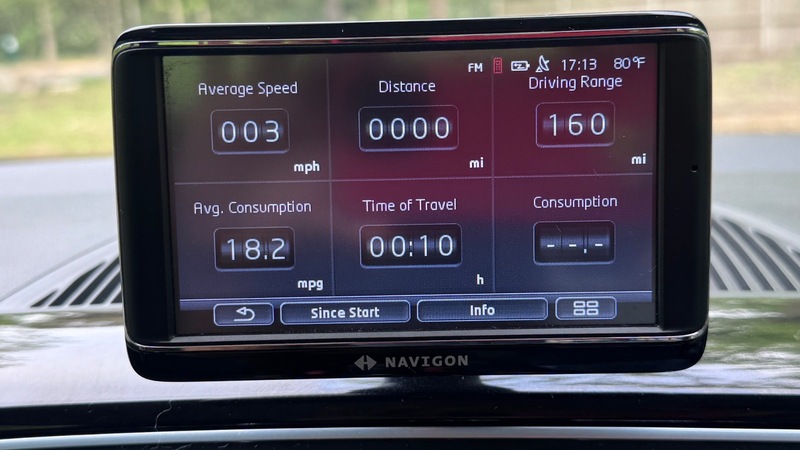 FM 17:13 80°F
Average Speed
003
mph
Distance
0000
mi
Driving Range
160
mi
Avg. Consumption
18.2
mpg
Time of Travel
00:10
h
Consumption
--.-
Since Start
Info
NAVIGON